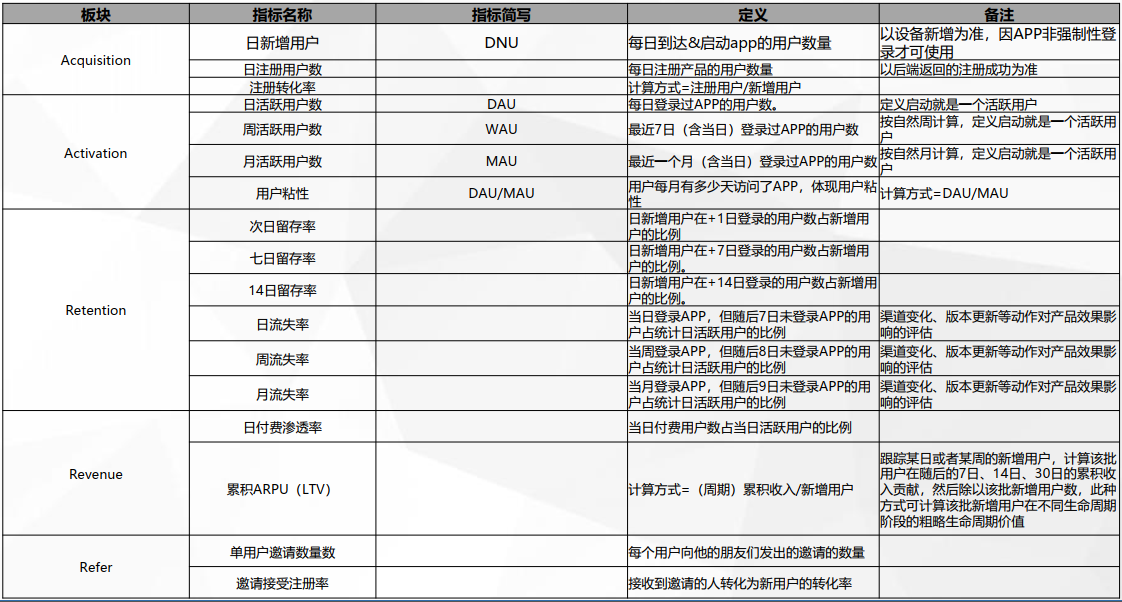 板块 指标名称 指标简写 定义 备注
Acquisition
日新增用户 DNU 每日到达&启动app的用户数量
以设备新增为准，因APP非强制性登
录才可使用
日注册用户数 每日注册产品的用户数量 以后端返回的注册成功为准
注册转化率 计算方式=注册用户/新增用户
Activation
日活跃用户数 DAU 每日登录过APP的用户数。 定义启动就是一个活跃用户
周活跃用户数 WAU 最近7日（含当日）登录过APP的用户数
按自然周计算，定义启动就是一个活跃用
户
月活跃用户数 MAU 最近一个月（含当日）登录过APP的用户数
按自然月计算，定义启动就是一个活跃用
户
用户粘性 DAU/MAU
用户每月有多少天访问了APP，体现用户粘
性
计算方式=DAU/MAU
Retention
次日留存率
日新增用户在+1日登录的用户数占新增用
户的比例
七日留存率
日新增用户在+7日登录的用户数占新增用
户的比例。
14日留存率
日新增用户在+14日登录的用户数占新增用
户的比例。
日流失率
当日登录APP，但随后7日未登录APP的用
户占统计日活跃用户的比例
渠道变化、版本更新等动作对产品效果影
响的评估
周流失率
当周登录APP，但随后8日未登录APP的用
户占统计日活跃用户的比例
渠道变化、版本更新等动作对产品效果影
响的评估
月流失率
当月登录APP，但随后9日未登录APP的用
户占统计日活跃用户的比例
渠道变化、版本更新等动作对产品效果影
响的评估
Revenue
日付费渗透率 当日付费用户数占当日活跃用户的比例
累积ARPU（LTV） 计算方式=（周期）累积收入/新增用户
跟踪某日或者某周的新增用户，计算该批
用户在随后的7日、14日、30日的累积收
入贡献，然后除以该批新增用户数，此种
方式可计算该批新增用户在不同生命周期
阶段的粗略生命周期价值
Refer
单用户邀请数量数 每个用户向他的朋友们发出的邀请的数量
邀请接受注册率 接收到邀请的人转化为新用户的转化率